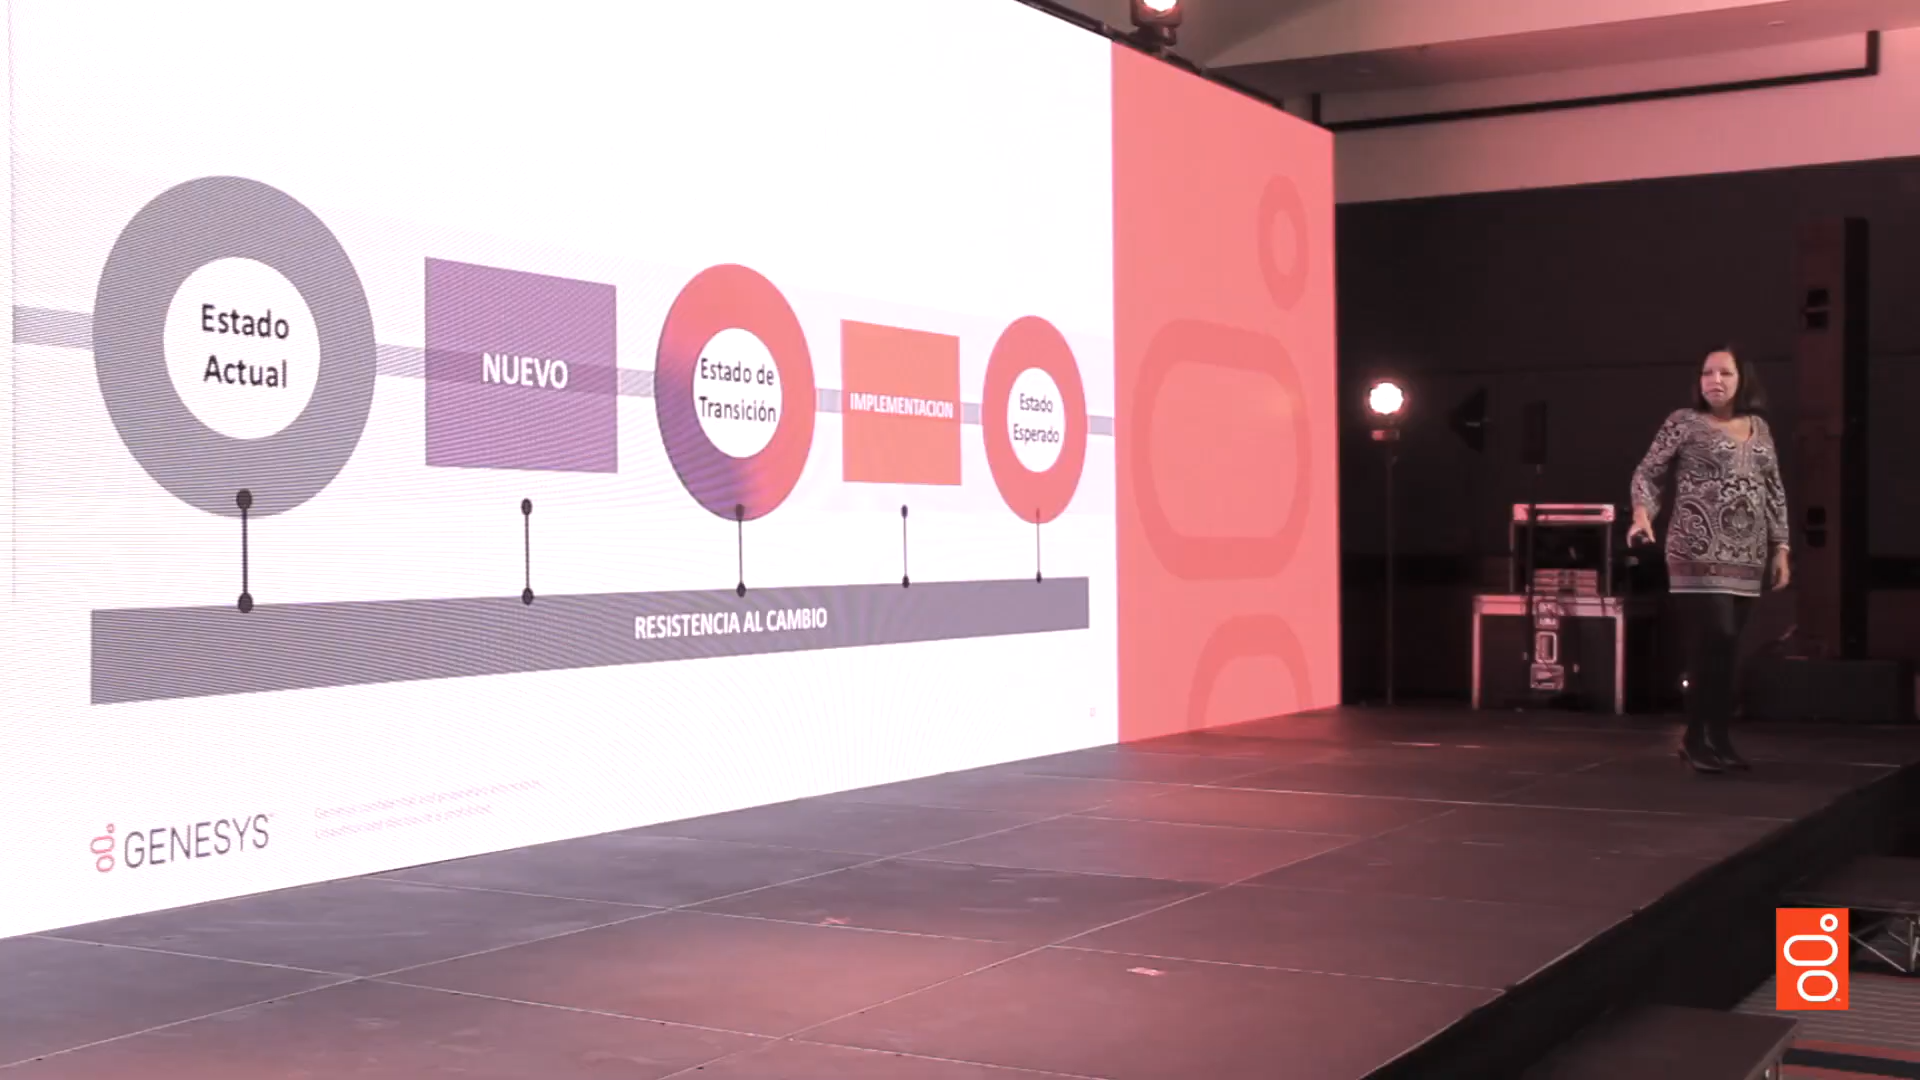 Estado
Actual
NUEVO
Estado de
Transición
IMPLEMENTACION
Estado
Esperado
RESISTENCIA AL CAMBIO
GENESYS